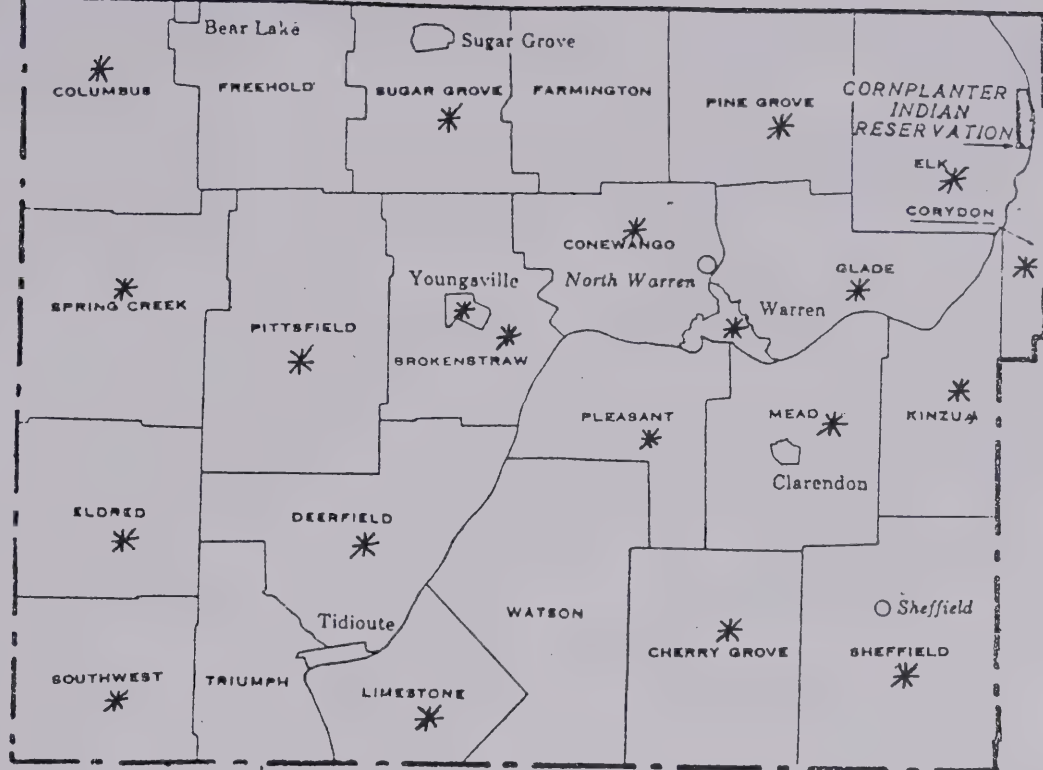 Bear Lake
Sugar Grove
COLUMBUS
FREEHOLD
SUGAR GROVE
FARMINGTON
PINE GROVE
CORNPLANTER
INDIAN
RESERVATION
ELK
CORYDON
CONEWANGO
North Warren
GLADE
SPRING CREEK
PITTSFIELD
Youngsville
BROKENSTRAW
Warren
PLEASANT
MEAD
KINZUA
Clarendon
ELDRED
DEERFIELD
WATSON
Sheffield
Tidioute
CHERRY GROVE
SHEFFIELD
SOUTHWEST
TRIUMPH
LIMESTONE